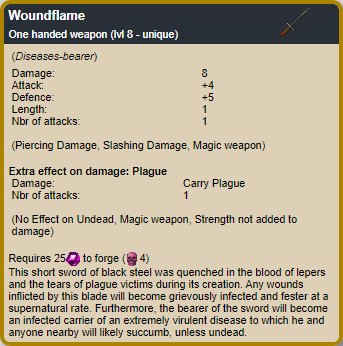 Woundflame
One handed weapon (lvl 8 - unique)
(Diseases-bearer)
Damage: 8
Attack: +4
Defence: +5
Length: 1
Nbr of attacks: 1
(Piercing Damage, Slashing Damage, Magic weapon)
Extra effect on damage: Plague
Damage: Carry Plague
Nbr of attacks: 1
(No Effect on Undead, Magic weapon, Strength not added to
damage)
Requires 25 to forge ( 4)
This short sword of black steel was quenched in the blood of lepers
and the tears of plague victims during its creation. Any wounds
inflicted by this blade will become grievously infected and fester at a
supernatural rate. Furthermore, the bearer of the sword will become
an infected carrier of an extremely virulent disease to which he and
anyone nearby will likely succumb, unless undead.